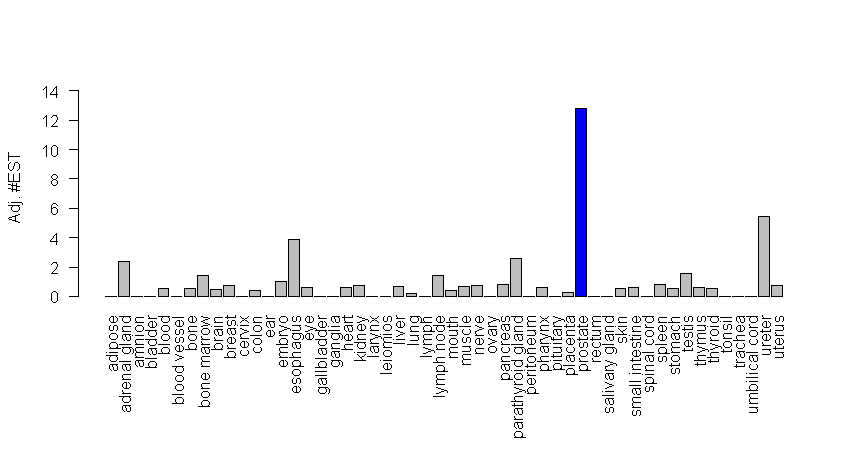 14
12
10
8
6
4
2
0
Adj. #EST
adipose
adrenal gland
amnion
bladder
blood
blood vessel
bone
bone marrow
brain
breast
cervix
colon
ear
embryo
esophagus
eye
gallbladder
ganglia
heart
kidney
larynx
leiomios
liver
lung
lymph
lymph node
mouth
muscle
nerve
ovary
pancreas
parathyroid gland
peritoneum
pharynx
pituitary
placenta
prostate
rectum
salivary gland
skin
small intestine
spinal cord
spleen
stomach
testis
thymus
thyroid
tonsil
trachea
umbilical cord
ureter
uterus